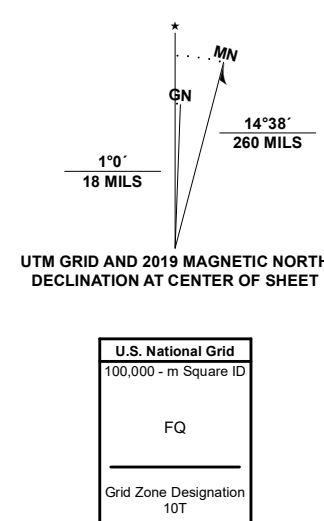 ★
MN
GN
14°38´
260 MILS
1°0´
18 MILS
UTM GRID AND 2019 MAGNETIC NORTH
DECLINATION AT CENTER OF SHEET
U.S. National Grid
100,000 - m Square ID
FQ
Grid Zone Designation
10T